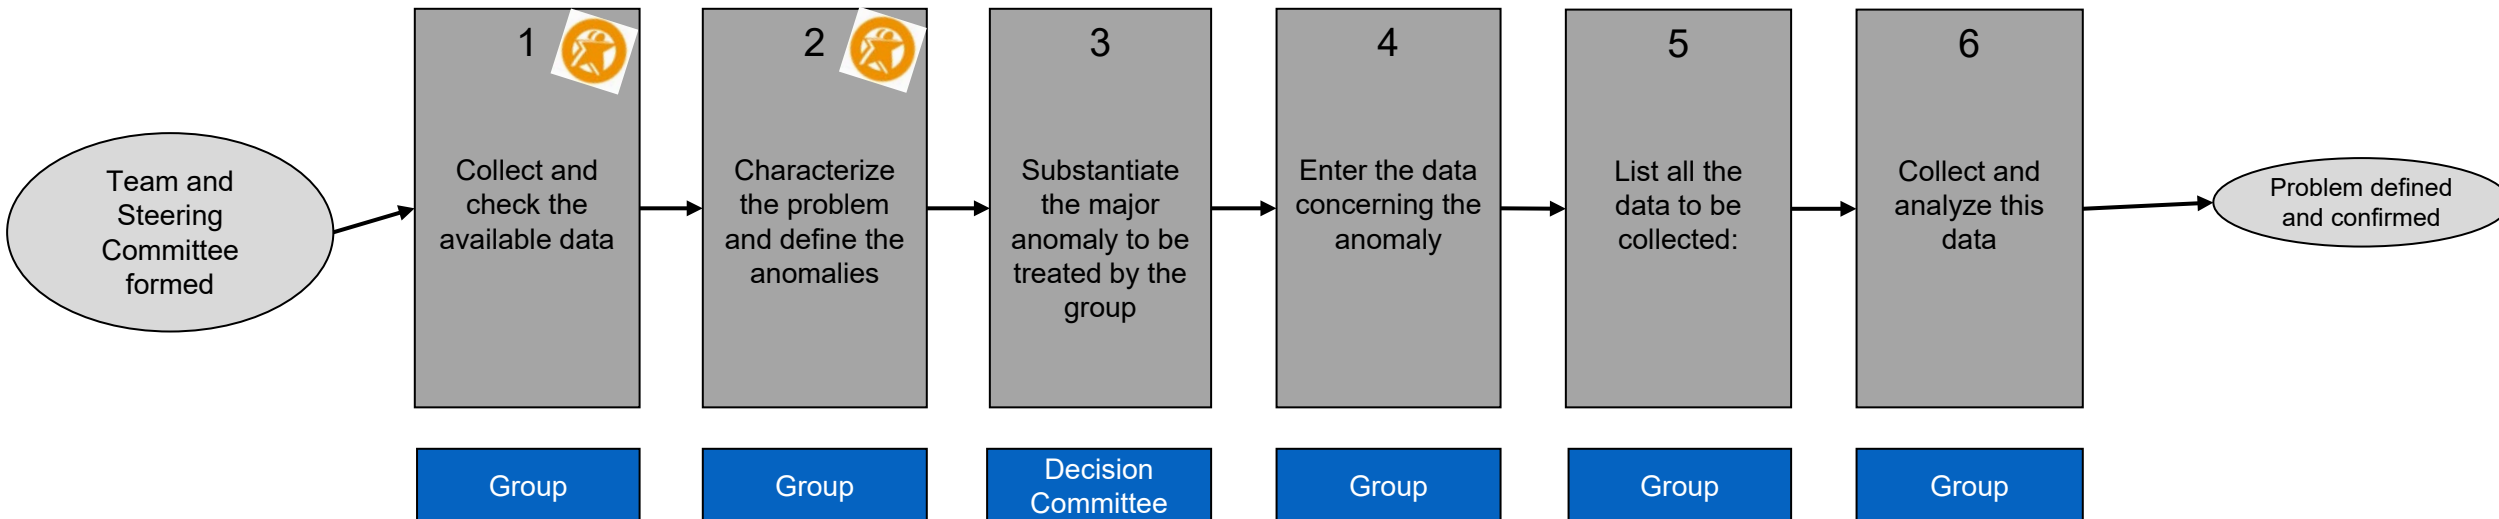 Team and
Steering
Committee
formed
1
Collect and
check the
available data
2
Characterize
the problem
and define the
anomalies
3
Substantiate
the major
anomaly to be
treated by the
group
4
Enter the data
concerning the
anomaly
5
List all the
data to be
collected:
6
Collect and
analyze this
data
Problem defined
and confirmed
Group
Group
Decision
Committee
Group
Group
Group